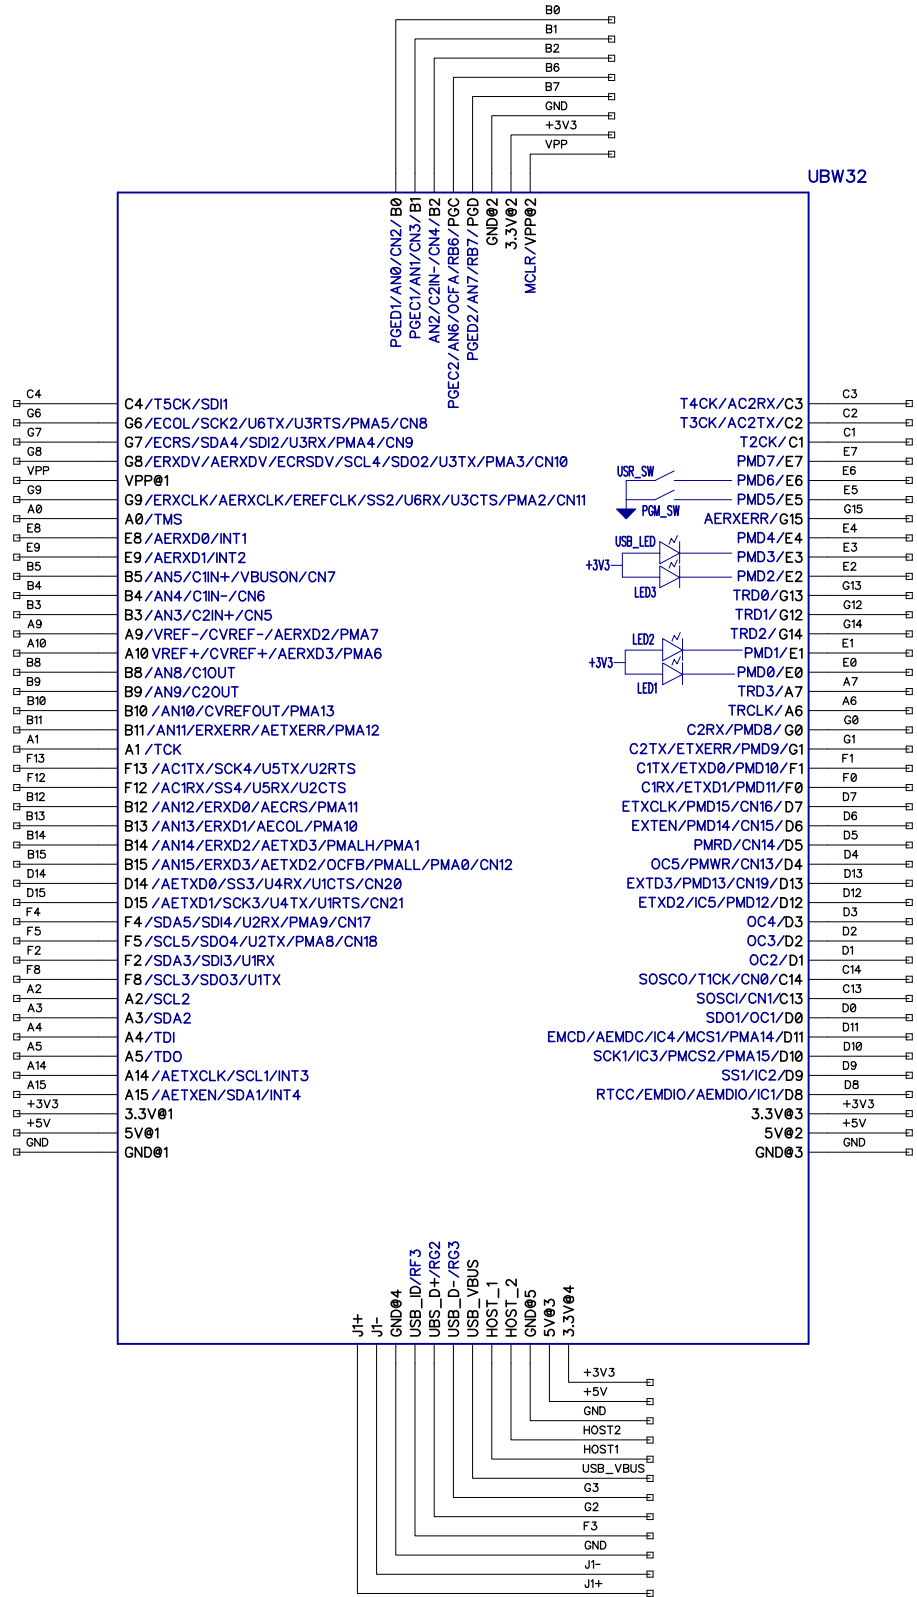 B0
B1
B2
B6
B7
GND
+3V3
VPP
UBW32
PGED1/AN0/CN2/B0
PGEC1/AN1/CN3/B1
AN2/C2IN-/CN4/B2
PGEC2/AN6/OCFA/RB6/PGC
PGED2/AN7/RB7/PGD
GND@2
3.3V@2
MCLR/VPP@2
C4 C4/T5CK/SDI1 T4CK/AC2RX/C3 C3
G6 G6/ECOL/SCK2/U6TX/U3RTS/PMA5/CN8 T3CK/AC2TX/C2 C2
G7 G7/ECRS/SDA4/SDI2/U3RX/PMA4/CN9 T2CK/C1 C1
G8 G8/ERXDV/AERXDV/ECRSDV/SCL4/SDO2/U3TX/PMA3/CN10 PMD7/E7 E7
VPP VPP@1 USR_SW PMD6/E6 E6
G9 G9/ERXCLK/AERXCLK/EREFCLK/SS2/U6RX/U3CTS/PMA2/CN11 PGM_SW PMD5/E5 E5
A0 A0/TMS AERXERR/G15 G15
E8 E8/AERXD0/INT1 PMD4/E4 E4
E9 E9/AERXD1/INT2 USB_LED PMD3/E3 E3
+3V3
B5 B5/AN5/C1IN+/VBUSON/CN7 LED3 PMD2/E2 E2
B4 B4/AN4/C1IN-/CN6 TRD0/G13 G13
B3 B3/AN3/C2IN+/CN5 TRD1/G12 G12
A9 A9/VREF-/CVREF-/AERXD2/PMA7 TRD2/G14 G14
A10 A10 VREF+/CVREF+/AERXD3/PMA6 LED2 PMD1/E1 E1
+3V3
B8 B8/AN8/C1OUT LED1 PMD0/E0 E0
B9 B9/AN9/C2OUT TRD3/A7 A7
B10 B10/AN10/CVREFOUT/PMA13 TRCLK/A6 A6
B11 B11/AN11/ERXERR/AETXERR/PMA12 C2RX/PMD8/G0 G0
A1 A1/TCK C2TX/ETXERR/PMD9/G1 G1
F13 F13/AC1TX/SCK4/U5TX/U2RTS C1TX/ETXD0/PMD10/F1 F1
F12 F12/AC1RX/SS4/U5RX/U2CTS C1RX/ETXD1/PMD11/F0 F0
B12 B12/AN12/ERXD0/AECRS/PMA11 ETXCLK/PMD15/CN16/D7 D7
B13 B13/AN13/ERXD1/AECOL/PMA10 EXTEN/PMD14/CN15/D6 D6
B14 B14/AN14/ERXD2/AETXD3/PMALH/PMA1 PMRD/CN14/D5 D5
B15 B15/AN15/ERXD3/AETXD2/OCFB/PMALL/PMA0/CN12 OC5/PMWR/CN13/D4 D4
D14 D14/AETXD0/SS3/U4RX/U1CTS/CN20 EXTD3/PMD13/CN19/D13 D13
D15 D15/AETXD1/SCK3/U4TX/U1RTS/CN21 ETXD2/IC5/PMD12/D12 D12
F4 F4/SDA5/SDI4/U2RX/PMA9/CN17 OC4/D3 D3
F5 F5/SCL5/SDO4/U2TX/PMA8/CN18 OC3/D2 D2
F2 F2/SDA3/SDI3/U1RX OC2/D1 D1
F8 F8/SCL3/SDO3/U1TX SOSCO/T1CK/CN0/C14 C14
A2 A2/SCL2 SOSCI/CN1/C13 C13
A3 A3/SDA2 SDO1/OC1/D0 D0
A4 A4/TDI EMCD/AEMDC/IC4/MCS1/PMA14/D11 D11
A5 A5/TDO SCK1/IC3/PMCS2/PMA15/D10 D10
A14 A14/AETXCLK/SCL1/INT3 SS1/IC2/D9 D9
A15 A15/AETXEN/SDA1/INT4 RTCC/EMDIO/AEMDIO/IC1/D8 D8
+3V3 3.3V@1 3.3V@3 +3V3
+5V 5V@1 5V@2 +5V
GND GND@1 GND@3 GND
J1+
J1-
GND@4
USB_ID/RF3
UBS_D+/RG2
USB_D-/RG3
USB_VBUS
HOST_1
HOST_2
GND@5
5V@3
3.3V@4
+3V3
+5V
GND
HOST2
HOST1
USB_VBUS
G3
G2
F3
GND
J1-
J1+